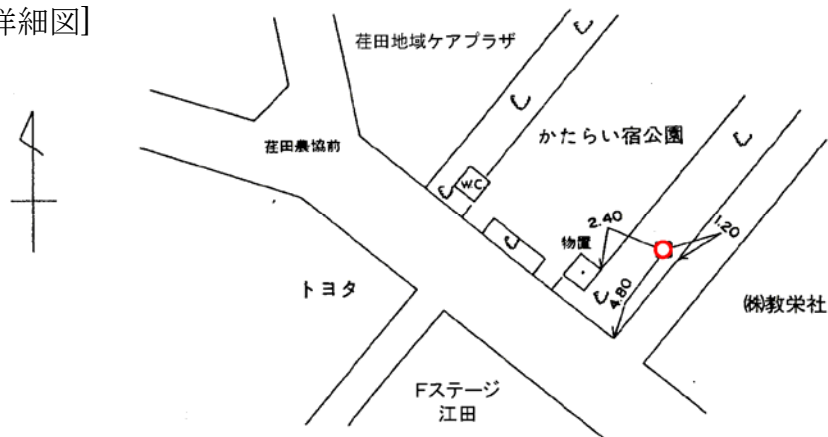 詳細図]
荏田地域ケアプラザ
荏田農協前
かたらい宿公園
W.C.
2.40
1.20
物置
4.80
トヨタ
㈱教栄社
Fステージ
江田